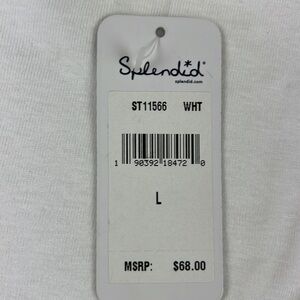 Splendid
splendid.com
ST11566 WHT
1 90392 18472 0
L
MSRP: $68.00